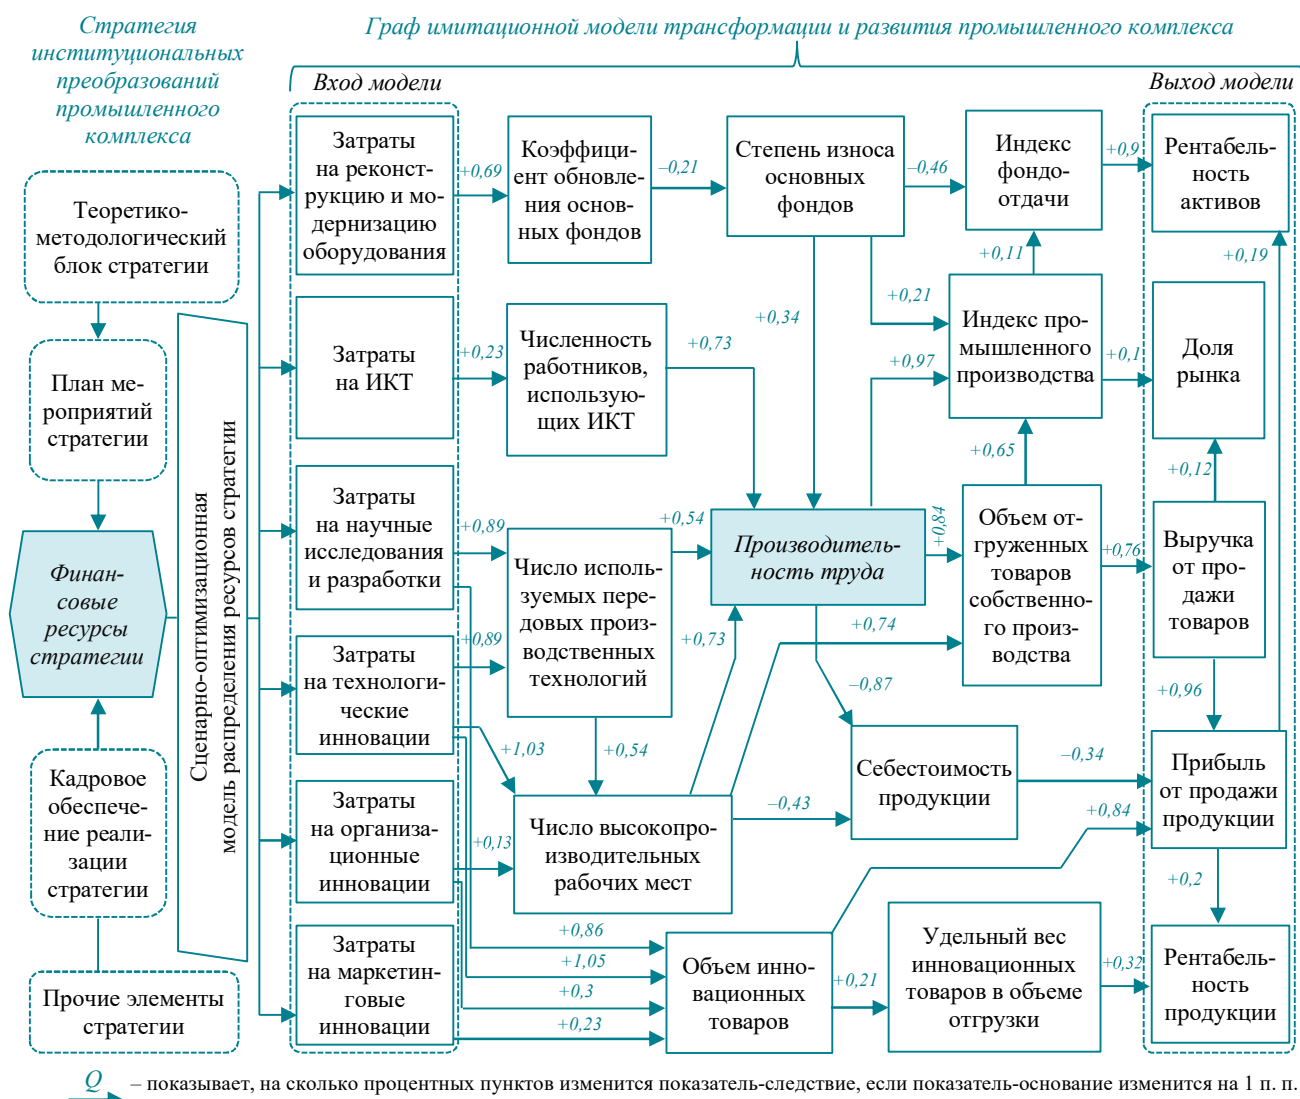 Стратегия
институциональных
преобразований
промышленного
комплекса
Граф имитационной модели трансформации и развития промышленного комплекса
Вход модели
Выход модели
Теоретико-
методологический
блок стратегии
План ме-
роприятий
стратегии
Финан-
совые
ресурсы
стратегии
Кадровое
обеспече-
ние реали-
зации
стратегии
Прочие элементы
стратегии
Сценарно-оптимизационная
модель распределения ресурсов стратегии
Затраты
на реконст-
рукцию и мо-
дернизацию
оборудования
+0,69
Коэффици-
ент обновле-
ния основ-
ных фондов
–0,21
Степень износа
основных
фондов
–0,46
Индекс
фондо-
отдачи
+0,9
Рентабель-
ность
активов
+0,19
+0,11
+0,21
+0,34
Затраты
на ИКТ
+0,23
Численность
работников,
использую-
щих ИКТ
+0,73
+0,97
Индекс про-
мышленного
производства
+0,1
Доля
рынка
+0,65
+0,12
Затраты
на научные
исследования
и разработки
+0,89
Число исполь-
зуемых пере-
довых произ-
водственных
технологий
+0,54
Производитель-
ность труда
+0,84
Объем от-
груженных
товаров
собственно-
го произ-
водства
+0,76
Выручка
от про-
дажи
товаров
+0,89
+0,73
+0,74
–0,87
+0,96
Затраты
на технологи-
ческие
инновации
+1,03
+0,54
Себестоимость
продукции
–0,34
Прибыль
от продажи
продукции
Затраты
на организа-
ционные
инновации
+0,13
Число высокопро-
изводительных
рабочих мест
–0,43
+0,84
+0,2
Затраты
на маркетин-
говые
инновации
+0,86
+1,05
+0,3
+0,23
Объем инно-
вационных
товаров
+0,21
Удельный вес
инновационных
товаров в объеме
отгрузки
+0,32
Рентабель-
ность
продукции
Q – показывает, на сколько процентных пунктов изменится показатель-следствие, если показатель-основание изменится на 1 п. п.